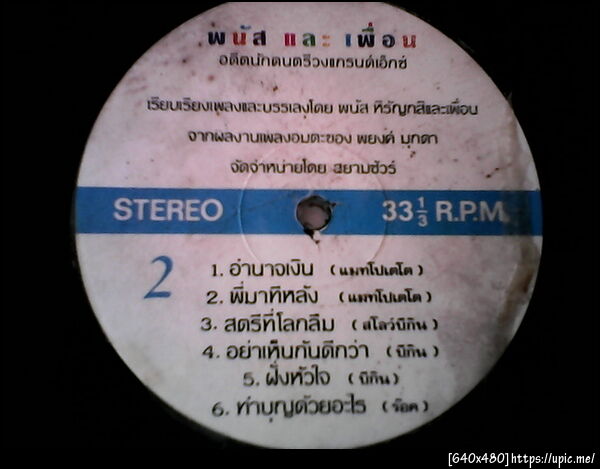 พนัส และ เพื่อน
อดีตนักดนตรีวงแกรนด์เอ็กซ์
เรียบเรียงเพลงและบรรเลงโดย พนัส หิรัญกสิและเพื่อน
จากผลงานเพลงอมตะของ พยงค์ มุกดา
จัดจำหน่ายโดย สยามชัวร์
STEREO 33 1/3 R.P.M.
2
1. อำนาจเงิน (แมทโปเตโต)
2. พี่มาทีหลัง (แมทโปเตโต)
3. สตรีที่โลกลืม (สโลว์บีกิน)
4. อย่าเห็นกันดีกว่า (บีกิน)
5. ฝั่งหัวใจ (บีกิน)
6. ทำบุญด้วยอะไร (ร๊อค)
[640x480]https://upic.me/